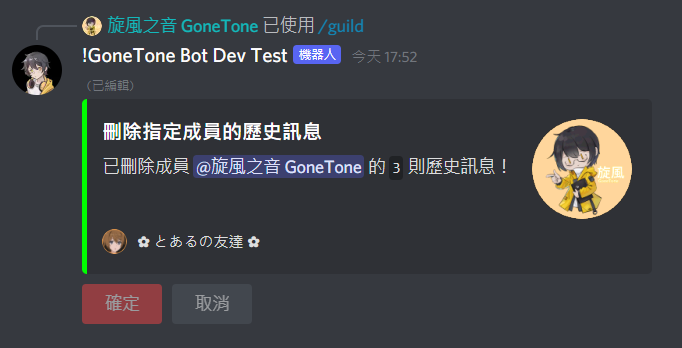 旋風之音 GoneTone 已使用 /guild
!GoneTone Bot Dev Test 機器人 今天 17:52
（已編輯）
刪除指定成員的歷史訊息
已刪除成員 @旋風之音 GoneTone 的 3 則歷史訊息！
旋風
✿ とあるの友達 ✿
確定 取消